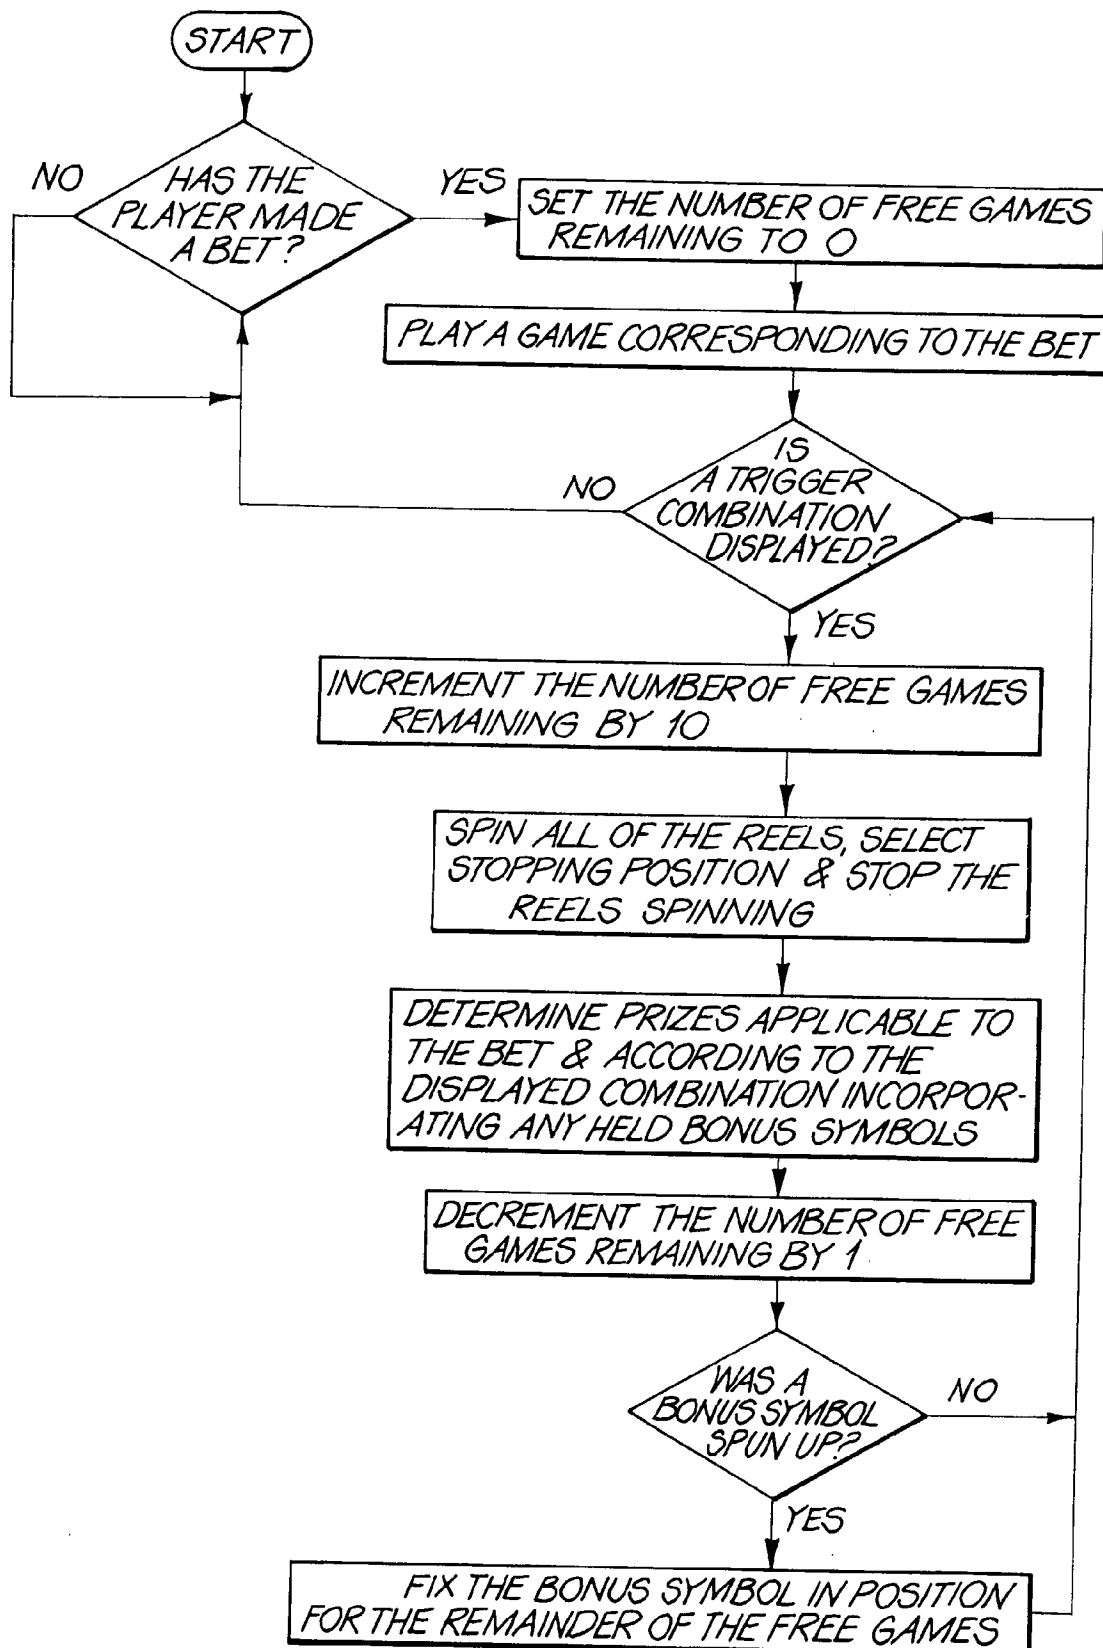 START
HAS THE
PLAYER MADE
A BET?
NO
YES
SET THE NUMBER OF FREE GAMES
REMAINING TO 0
PLAY A GAME CORRESPONDING TO THE BET
IS
A TRIGGER
COMBINATION
DISPLAYED?
NO
YES
INCREMENT THE NUMBER OF FREE GAMES
REMAINING BY 10
SPIN ALL OF THE REELS, SELECT
STOPPING POSITION & STOP THE
REELS SPINNING
DETERMINE PRIZES APPLICABLE TO
THE BET & ACCORDING TO THE
DISPLAYED COMBINATION INCORPOR-
ATING ANY HELD BONUS SYMBOLS
DECREMENT THE NUMBER OF FREE
GAMES REMAINING BY 1
WAS A
BONUS SYMBOL
SPUN UP?
NO
YES
FIX THE BONUS SYMBOL IN POSITION
FOR THE REMAINDER OF THE FREE GAMES